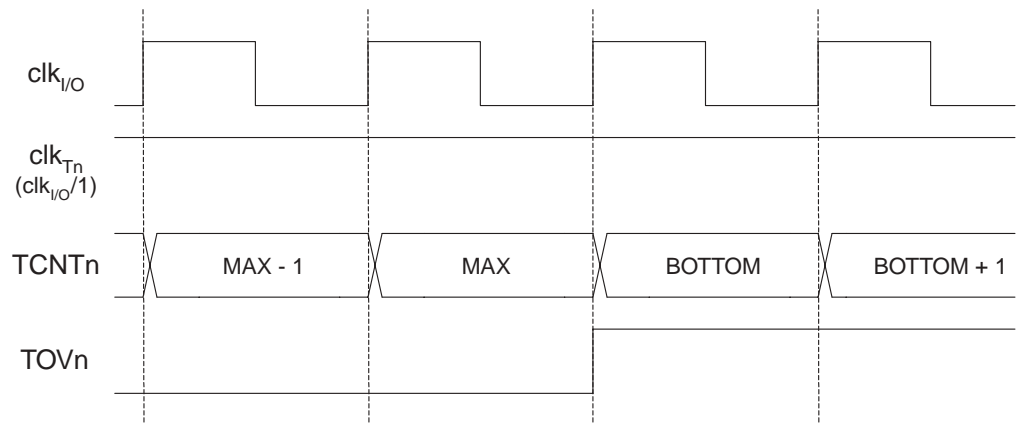 clkI/O
clkTn
(clkI/O/1)
TCNTn MAX - 1 MAX BOTTOM BOTTOM + 1
TOVn